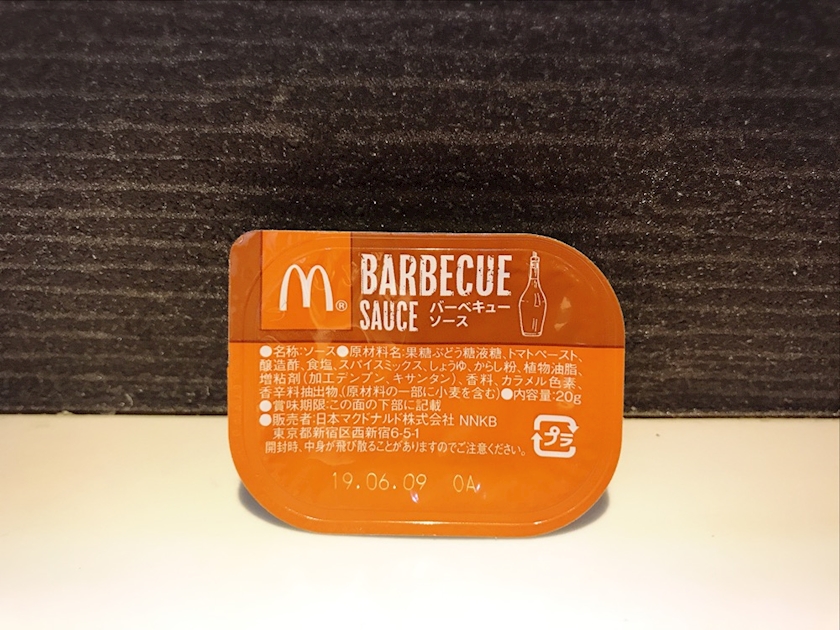 M®
BARBECUE
SAUCE
バーベキュー
ソース
●名称:ソース●原材料名:果糖ぶどう糖液糖、トマトペースト、
醸造酢、食塩、スパイスミックス、しょうゆ、からし粉、植物油脂、
増粘剤(加工デンプン、キサンタン)、香料、カラメル色素、
香辛料抽出物、(原材料の一部に小麦を含む)●内容量:20g
●賞味期限:この面の下部に記載
●販売者:日本マクドナルド株式会社 NNKB
東京都新宿区西新宿6-5-1
開封時、中身が飛び散ることがありますのでご注意ください。
プラ
19.06.09 0A